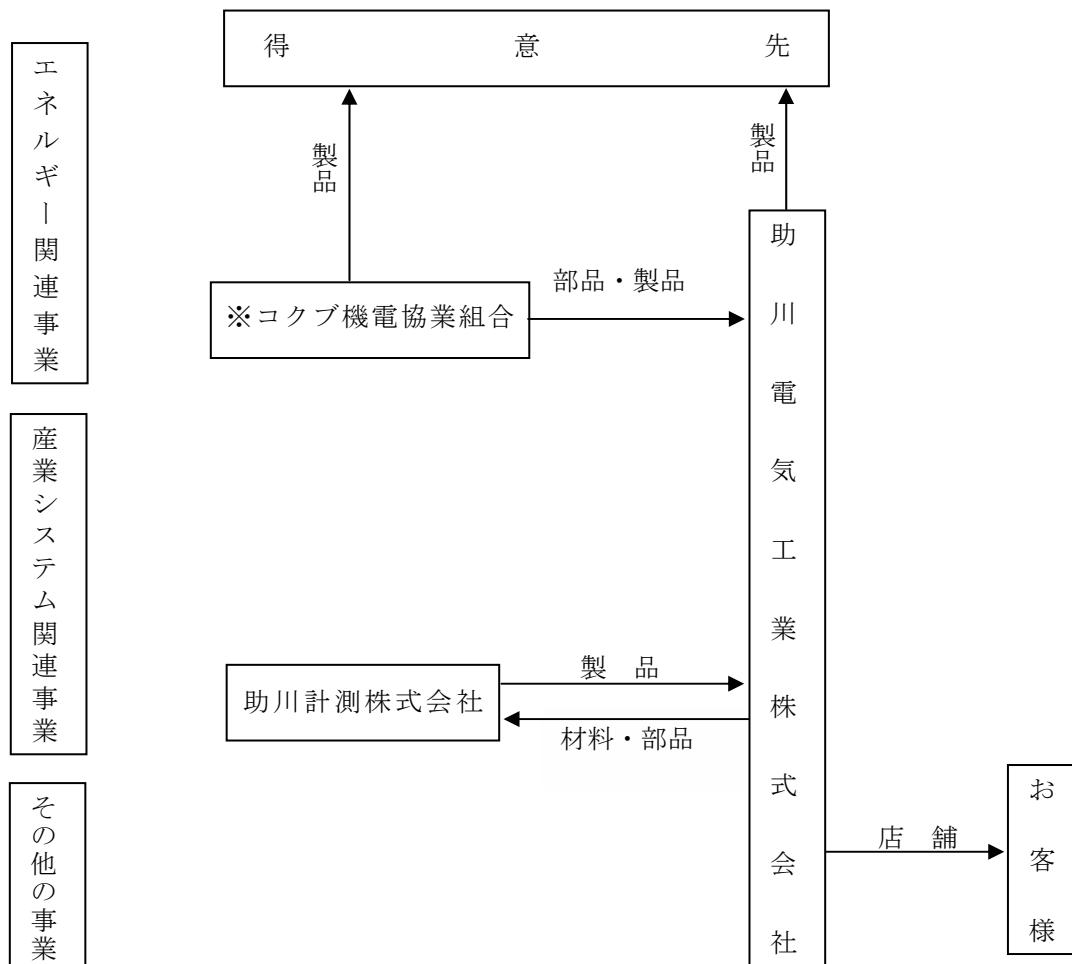 得意先
エネルギー関連事業
製品
製品
※コクブ機電協業組合
部品・製品
助川電気工業株式会社
産業システム関連事業
助川計測株式会社
製品
材料・部品
その他の事業
店舗
お客様